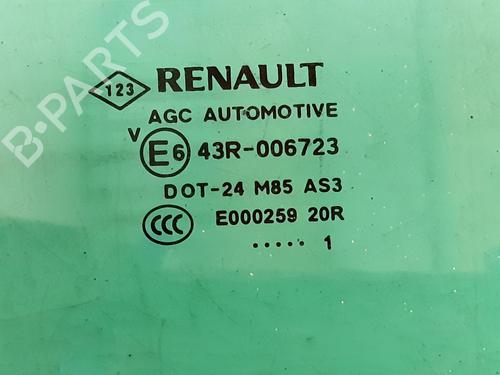 B-PARTS
123 RENAULT
AGC AUTOMOTIVE
V
E6 43R-006723
DOT-24 M85 AS3
CCC E000259 20R
..... 1